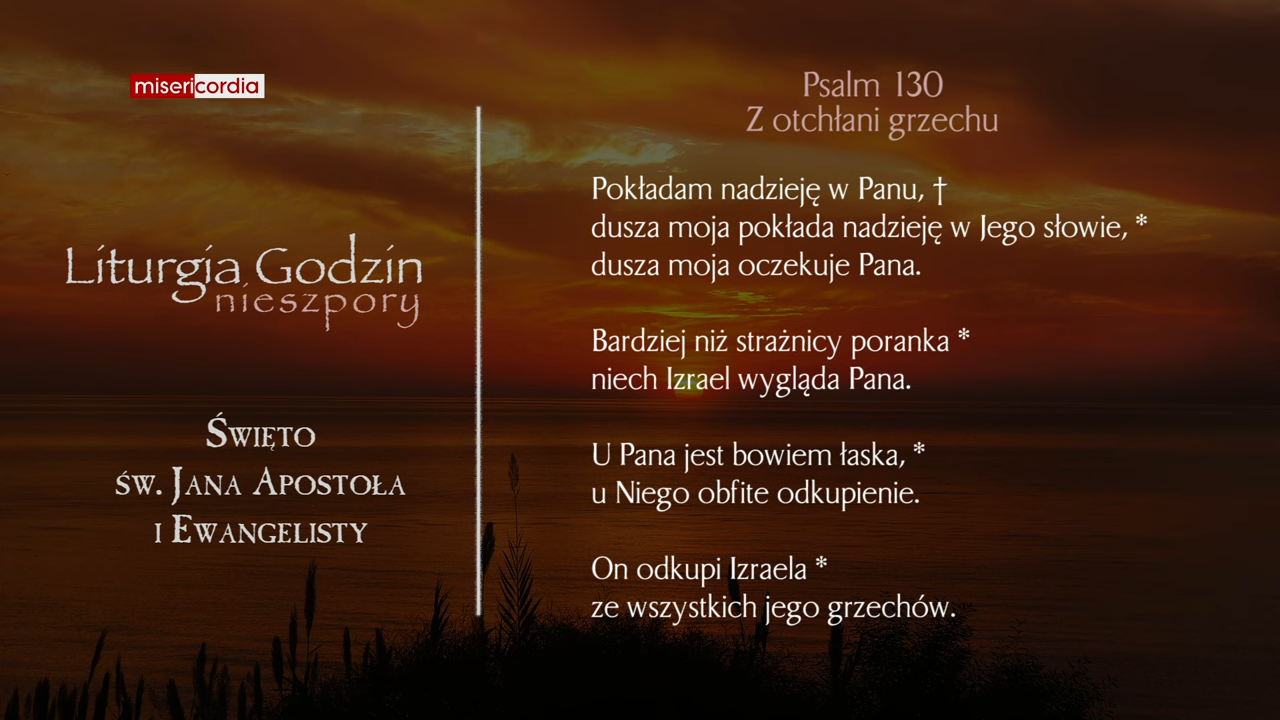 misericordia
Liturgia Godzin
nieszpory
Święto
św. Jana Apostoła
i Ewangelisty
Psalm 130
Z otchłani grzechu
Pokładam nadzieję w Panu, †
dusza moja pokłada nadzieję w Jego słowie, *
dusza moja oczekuje Pana.
Bardziej niż strażnicy poranka *
niech Izrael wygląda Pana.
U Pana jest bowiem łaska, *
u Niego obfite odkupienie.
On odkupi Izraela *
ze wszystkich jego grzechów.